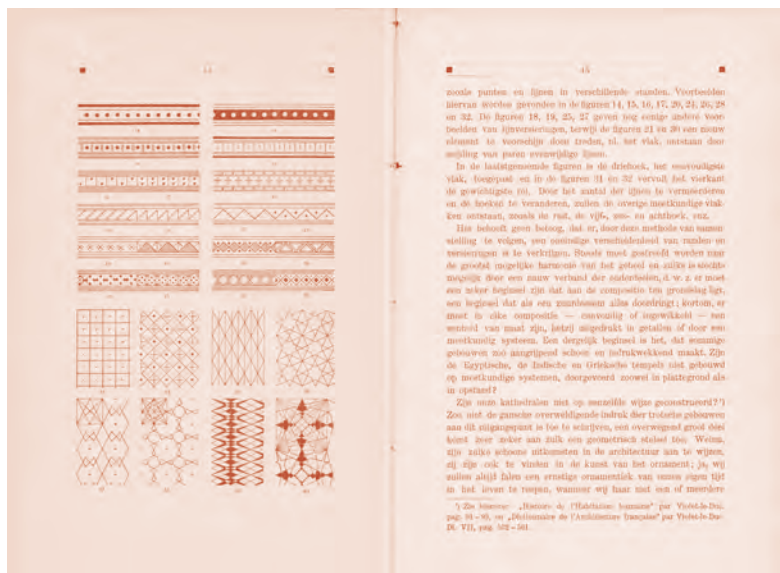 45
zooals punten en lijnen in verschillende standen. Voorbeelden
hiervan worden gevonden in de figuren 14, 15, 16, 17, 20, 24, 26, 28
en 32. De figuren 18, 19, 25, 27 geven nog eenige andere voor-
beelden van lijnversieringen, terwijl de figuren 21 en 30 een nieuw
element te voorschijn doen treden, nl. het vlak, ontstaan door
snijding van paren evenwijdige lijnen.
In de laatstgenoemde figuren is de driehoek, het eenvoudigste
vlak, toegepast en in de figuren 31 en 32 vervult het vierkant
de gewichtigste rol. Door het aantal der lijnen te vermeerderen
en de hoeken te veranderen, zullen de overige meetkundige vlak-
ken ontstaan, zooals de ruit, de vijf-, zes- en achthoek, enz.
Het behoeft geen betoog, dat er, door deze methode van samen-
stelling te volgen, een oneindige verscheidenheid van randen en
versieringen is te verkrijgen. Steeds moet gestreefd worden naar
de grootst mogelijke harmonie van het geheel en zulks is slechts
mogelijk door een nauw verband der onderdeelen, d. w. z. er moet
een zeker beginsel zijn dat aan de compositie ten grondslag ligt,
een beginsel dat als een zuurdeesem alles doordringt; kortom, er
moet in elke compositie — eenvoudig of ingewikkeld — een
eenheid van maat zijn, hetzij uitgedrukt in getallen of door een
meetkundig systeem. Een dergelijk beginsel is het, dat sommige
gebouwen zoo aangrijpend schoon en indrukwekkend maakt. Zijn
de Egyptische, de Indische en Grieksche tempels niet gebouwd
op meetkundige systemen, doorgevoerd zoowel in plattegrond als
in opstand?
Zijn onze kathedralen niet op eenzelfde wijze geconstrueerd? ¹)
Zoo niet de gansche overweldigende indruk dier trotsche gebouwen
aan dit uitgangspunt is toe te schrijven, een overwegend groot deel
komt zeer zeker aan zulk een geometrisch stelsel toe. Welnu,
zijn zulke schoone uitkomsten in de architectuur aan te wijzen,
zij zijn ook te vinden in de kunst van het ornament; ja, wij
zullen altijd falen een ernstige ornamentiek van onzen eigen tijd
in het leven te roepen, wanneer wij haar niet een of meerdere
¹) Zie hierover: „Histoire de l'Habitation humaine" par Viollet-le-Duc,
pag. 91-93, en „Dictionnaire de l'Architecture française" par Viollet-le-Duc
Dl. VII, pag. 532-561.